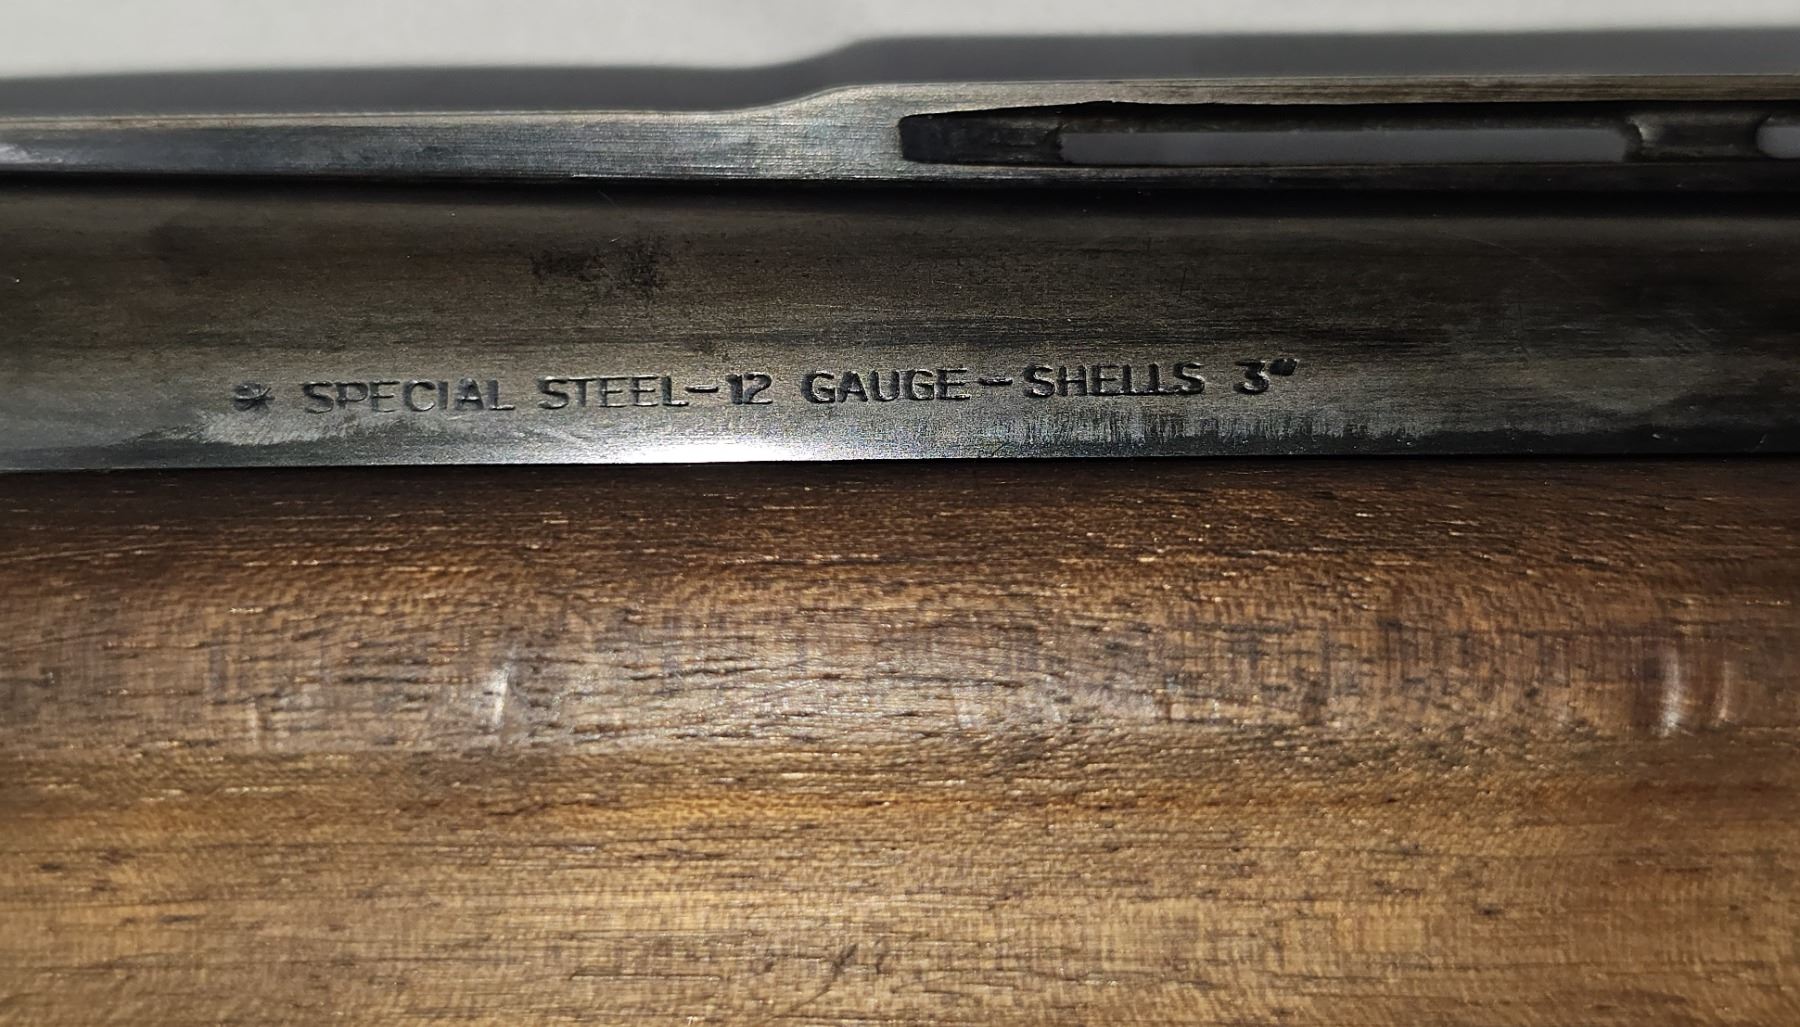 * SPECIAL STEEL-12 GAUGE-SHELLS 3"